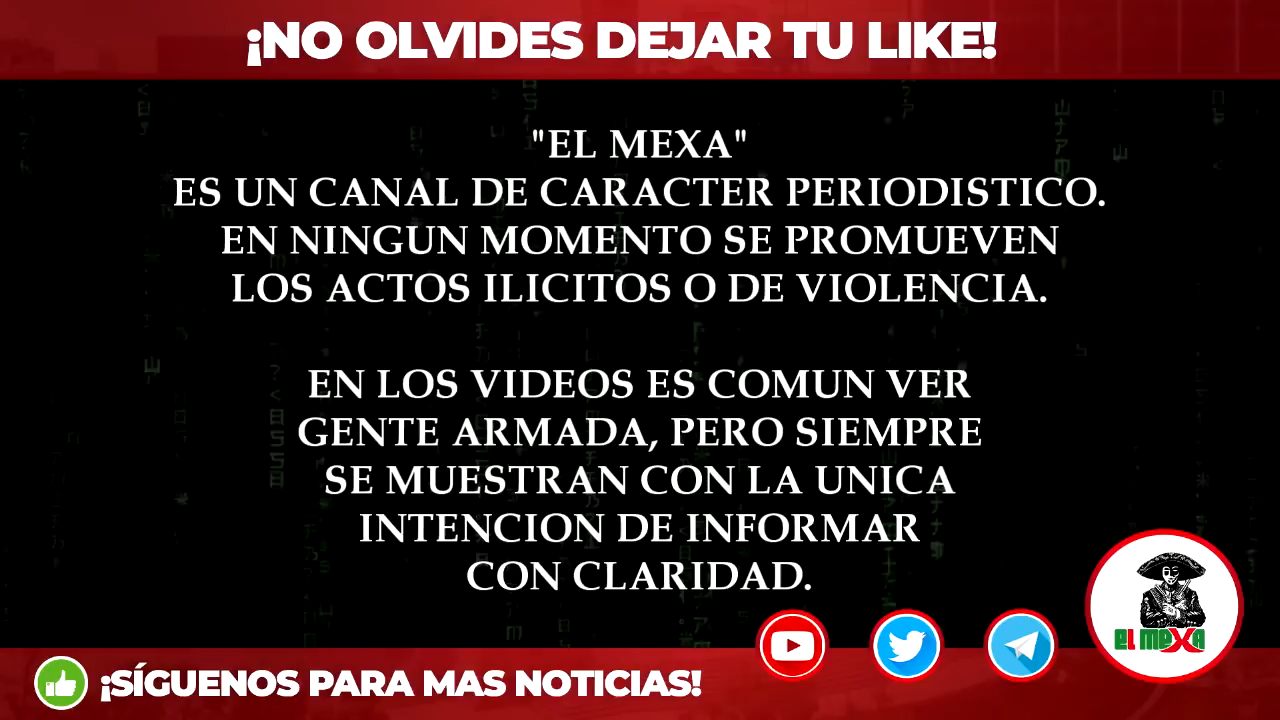 ¡NO OLVIDES DEJAR TU LIKE!
"EL MEXA"
ES UN CANAL DE CARACTER PERIODISTICO.
EN NINGUN MOMENTO SE PROMUEVEN
LOS ACTOS ILICITOS O DE VIOLENCIA.
EN LOS VIDEOS ES COMUN VER
GENTE ARMADA, PERO SIEMPRE
SE MUESTRAN CON LA UNICA
INTENCION DE INFORMAR
CON CLARIDAD.
EL MEXA
¡SÍGUENOS PARA MAS NOTICIAS!